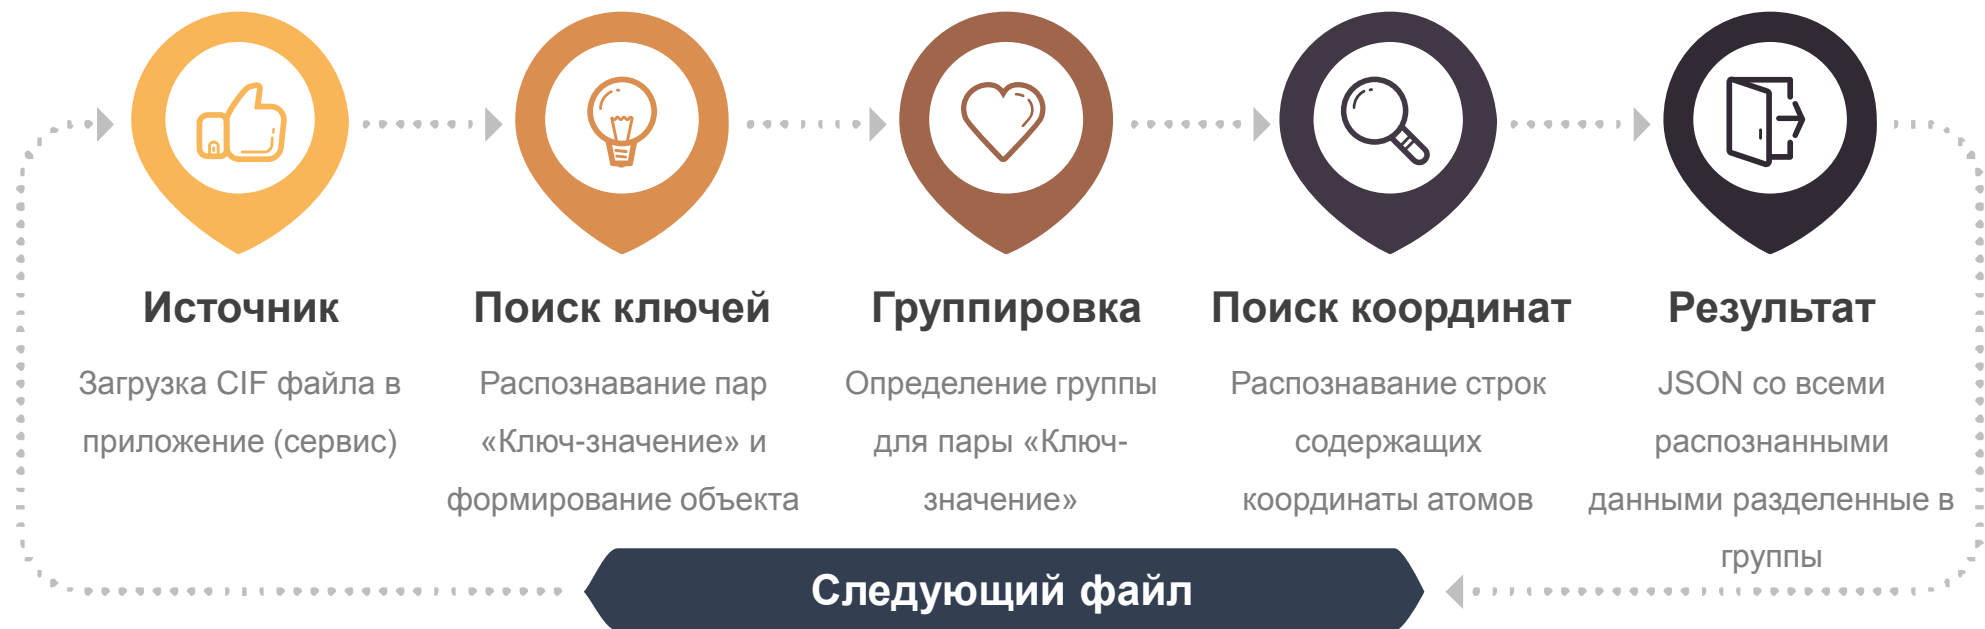 Источник
Загрузка CIF файла в
приложение (сервис)
Поиск ключей
Распознавание пар
«Ключ-значение» и
формирование объекта
Группировка
Определение группы
для пары «Ключ-
значение»
Поиск координат
Распознавание строк
содержащих
координаты атомов
Результат
JSON со всеми
распознанными
данными разделенные в
группы
Следующий файл